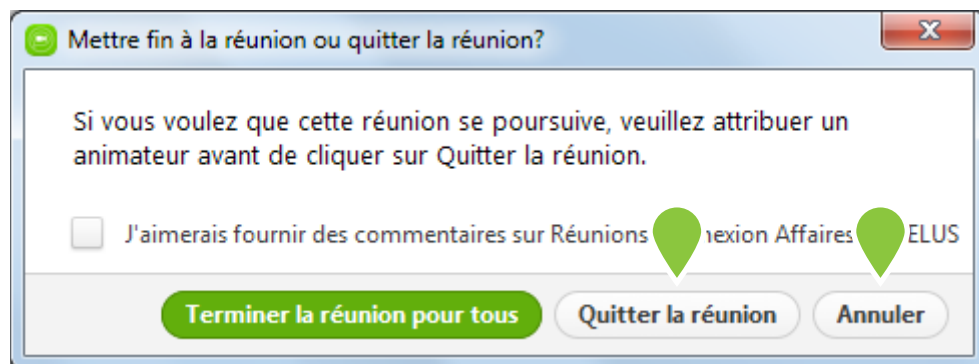 Mettre fin à la réunion ou quitter la réunion?
Si vous voulez que cette réunion se poursuive, veuillez attribuer un
animateur avant de cliquer sur Quitter la réunion.
J'aimerais fournir des commentaires sur Réunions Affaires
Terminer la réunion pour tous Quitter la réunion Annuler